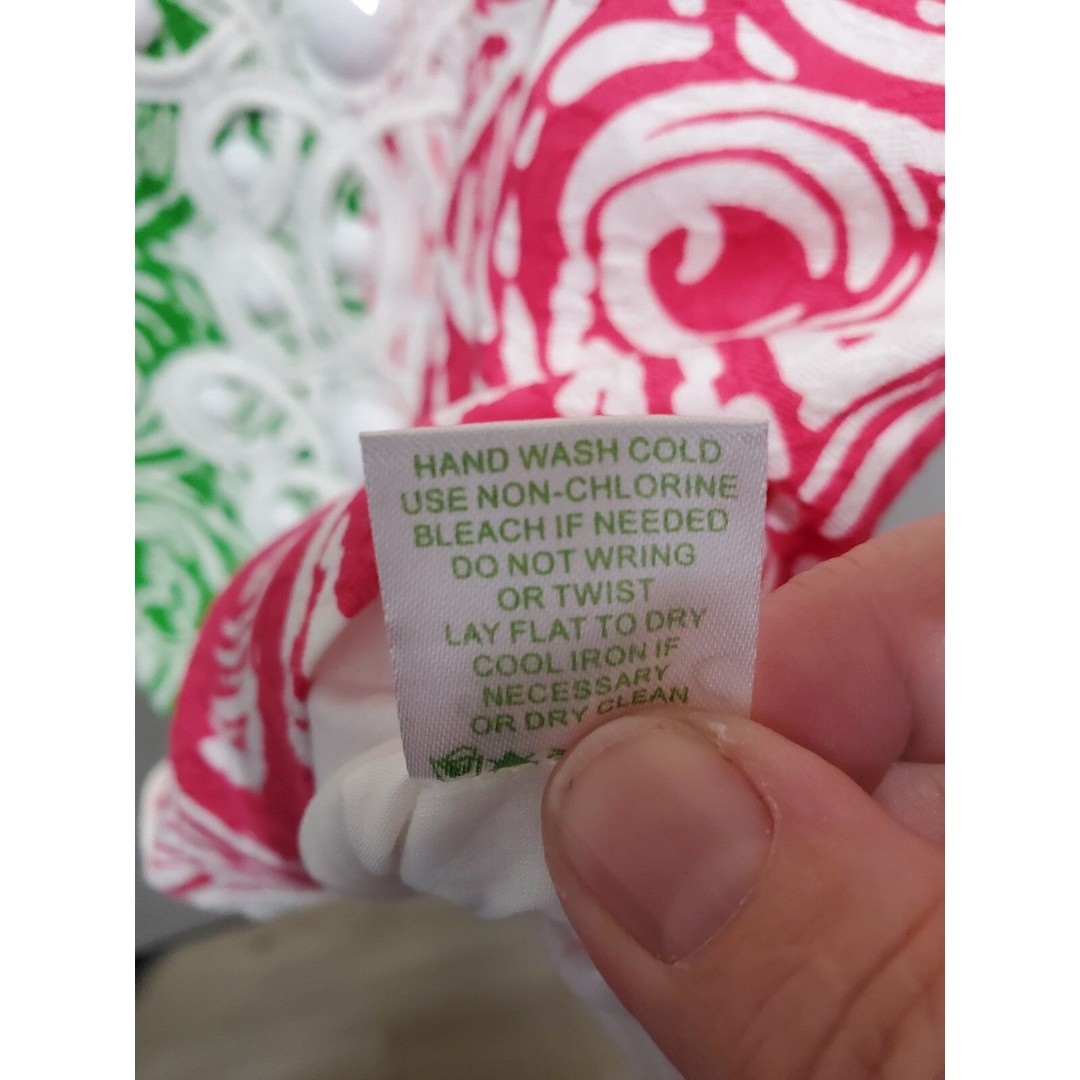 HAND WASH COLD
USE NON-CHLORINE
BLEACH IF NEEDED
DO NOT WRING
OR TWIST
LAY FLAT TO DRY
COOL IRON IF
NECESSARY
OR DRY CLEAN